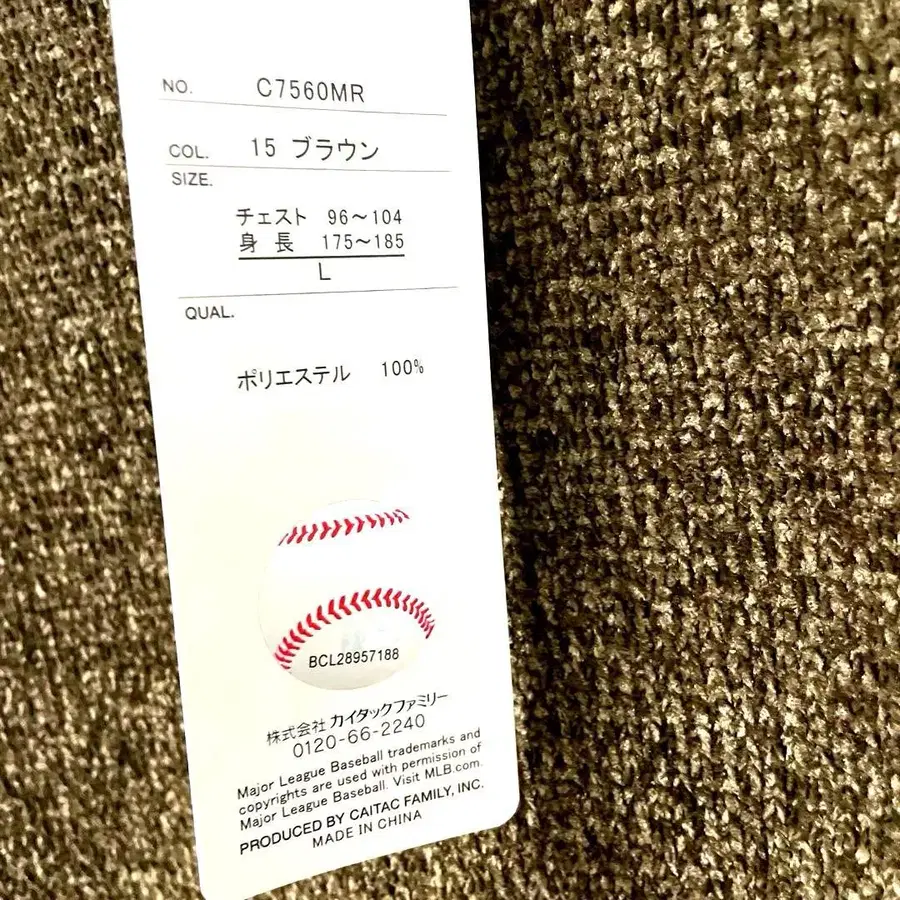 NO. C7560MR
COL. 15 ブラウン
SIZE.
チェスト 96～104
身長 175～185
L
QUAL.
ポリエステル 100%
BCL28957188
株式会社 カイタックファミリー
0120-66-2240
Major League Baseball trademarks and
copyrights are used with permission of
Major League Baseball. Visit MLB.com.
PRODUCED BY CAITAC FAMILY, INC.
MADE IN CHINA